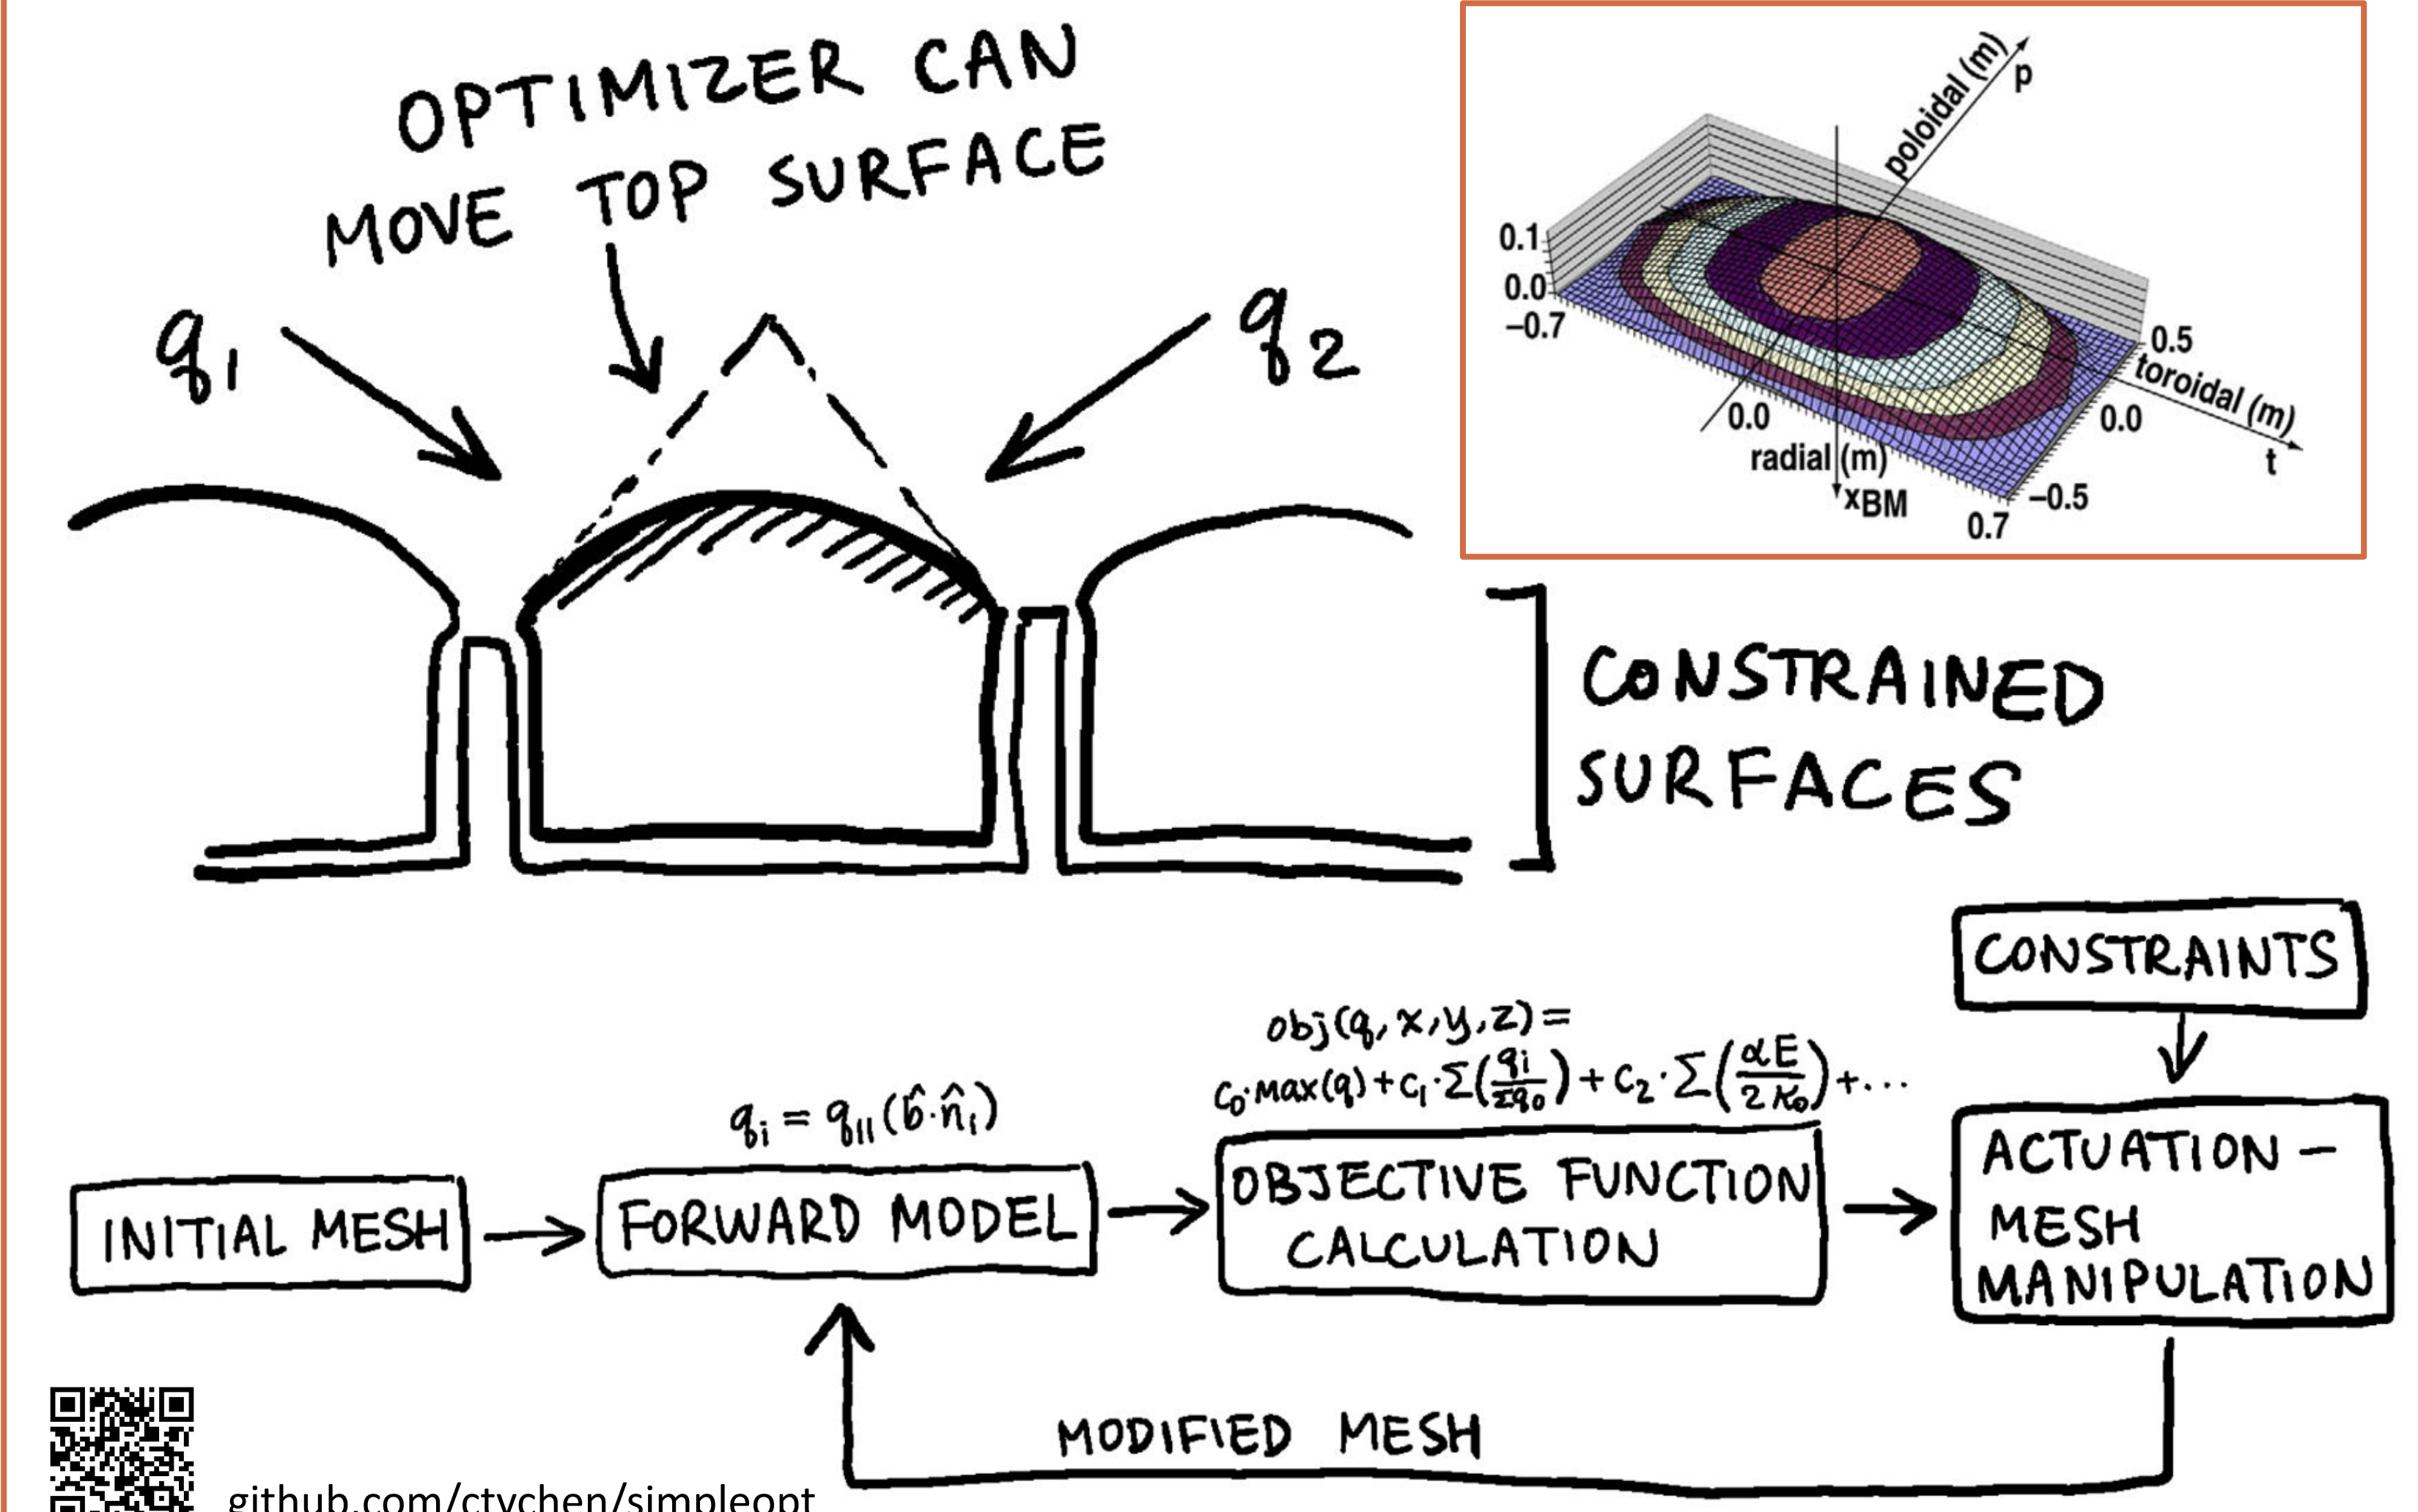 OPTIMIZER CAN
MOVE TOP SURFACE
q1
q2
poloidal (m)
p
0.1
0.0
−0.7
0.0
radial (m)
xBM
0.7
−0.5
0.0
0.5
toroidal (m)
t
CONSTRAINED
SURFACES
CONSTRAINTS
obj(q,x,y,z) =
c0·max(q) + c1·Σ(qi/Σq0) + c2·Σ(αE/2K0) + ...
qi = q||(b̂·n̂i)
INITIAL MESH
FORWARD MODEL
OBJECTIVE FUNCTION
CALCULATION
ACTUATION –
MESH
MANIPULATION
MODIFIED MESH
github.com/ctychen/simpleopt